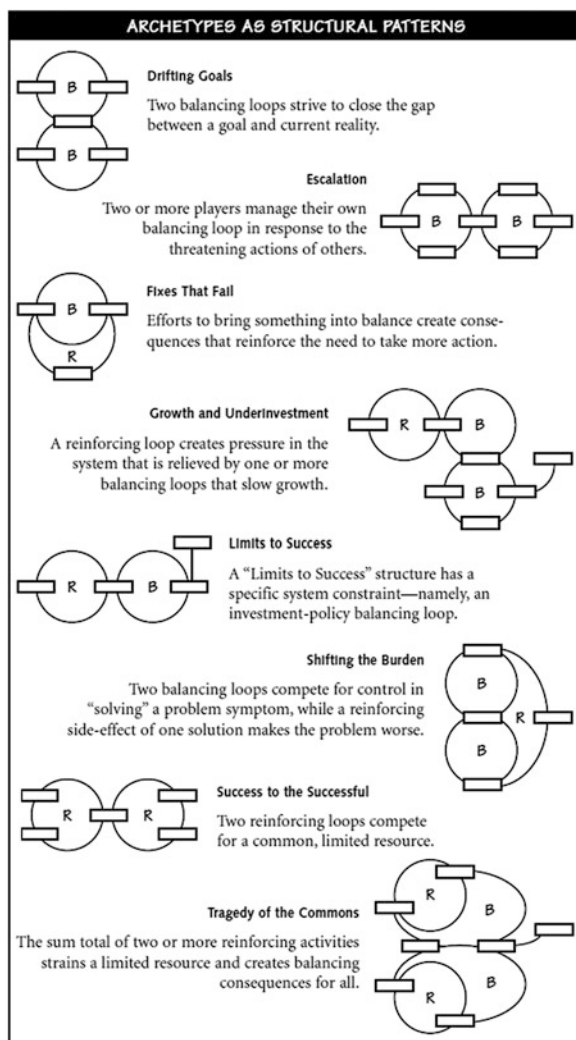 ARCHETYPES AS STRUCTURAL PATTERNS
Drifting Goals
B
Two balancing loops strive to close the gap
between a goal and current reality.
B
Escalation
Two or more players manage their own
balancing loop in response to the
threatening actions of others.
B
B
Fixes That Fail
B
Efforts to bring something into balance create conse-
quences that reinforce the need to take more action.
R
Growth and Underinvestment
R
B
A reinforcing loop creates pressure in the
system that is relieved by one or more
balancing loops that slow growth.
B
Limits to Success
R
B
A “Limits to Success” structure has a
specific system constraint—namely, an
investment-policy balancing loop.
Shifting the Burden
B
Two balancing loops compete for control in
“solving” a problem symptom, while a reinforcing
side-effect of one solution makes the problem worse.
R
B
Success to the Successful
R
R
Two reinforcing loops compete
for a common, limited resource.
R
B
Tragedy of the Commons
The sum total of two or more reinforcing activities
strains a limited resource and creates balancing
consequences for all.
R
B